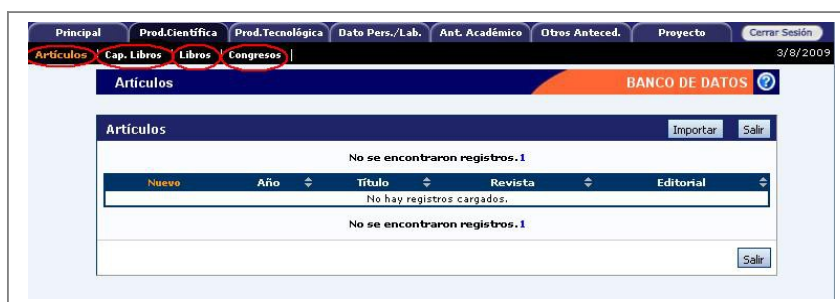 Principal Prod.Científica Prod.Tecnológica Dato Pers./Lab. Ant. Académico Otros Anteced. Proyecto Cerrar Sesión
Artículos Cap. Libros Libros Congresos 3/8/2009
Artículos BANCO DE DATOS ?
Artículos Importar Salir
No se encontraron registros.1
Nuevo Año Título Revista Editorial
No hay registros cargados.
No se encontraron registros.1
Salir